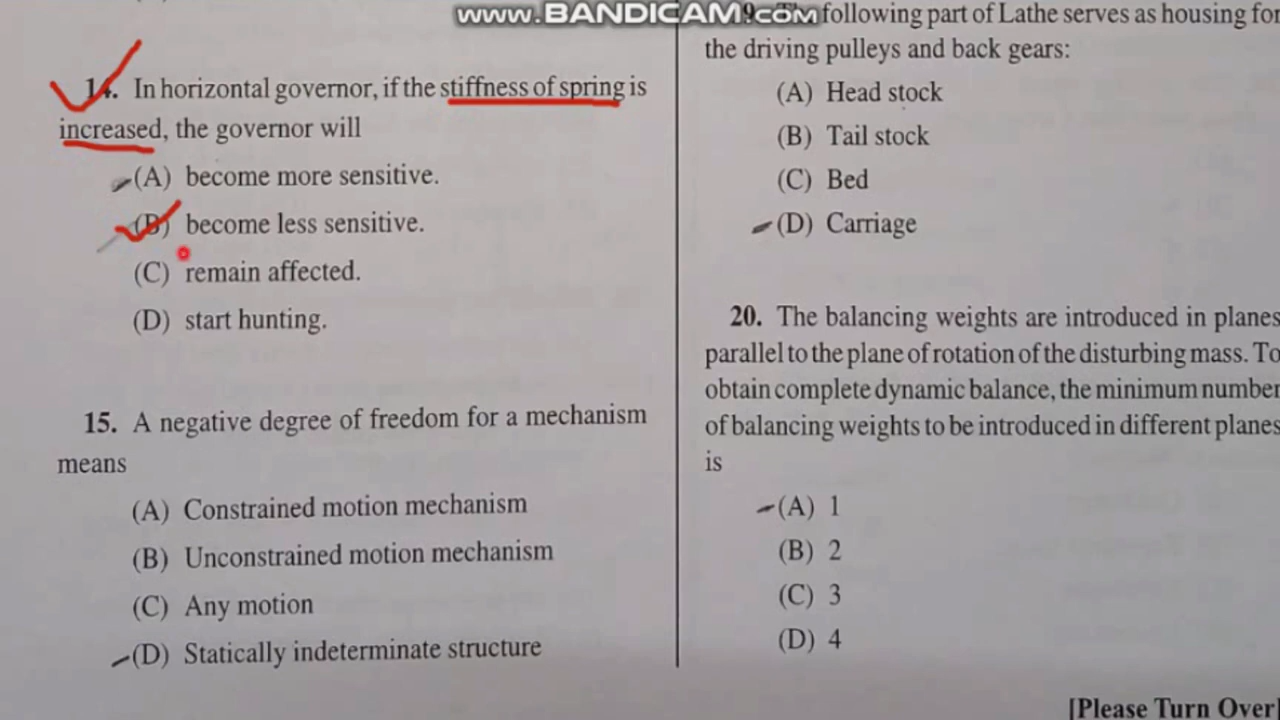 www.BANDICAM.com
14. In horizontal governor, if the stiffness of spring is
increased, the governor will
(A) become more sensitive.
(B) become less sensitive.
(C) remain affected.
(D) start hunting.
15. A negative degree of freedom for a mechanism
means
(A) Constrained motion mechanism
(B) Unconstrained motion mechanism
(C) Any motion
(D) Statically indeterminate structure
following part of Lathe serves as housing for
the driving pulleys and back gears:
(A) Head stock
(B) Tail stock
(C) Bed
(D) Carriage
20. The balancing weights are introduced in planes
parallel to the plane of rotation of the disturbing mass. To
obtain complete dynamic balance, the minimum number
of balancing weights to be introduced in different planes
is
(A) 1
(B) 2
(C) 3
(D) 4
[Please Turn Over]